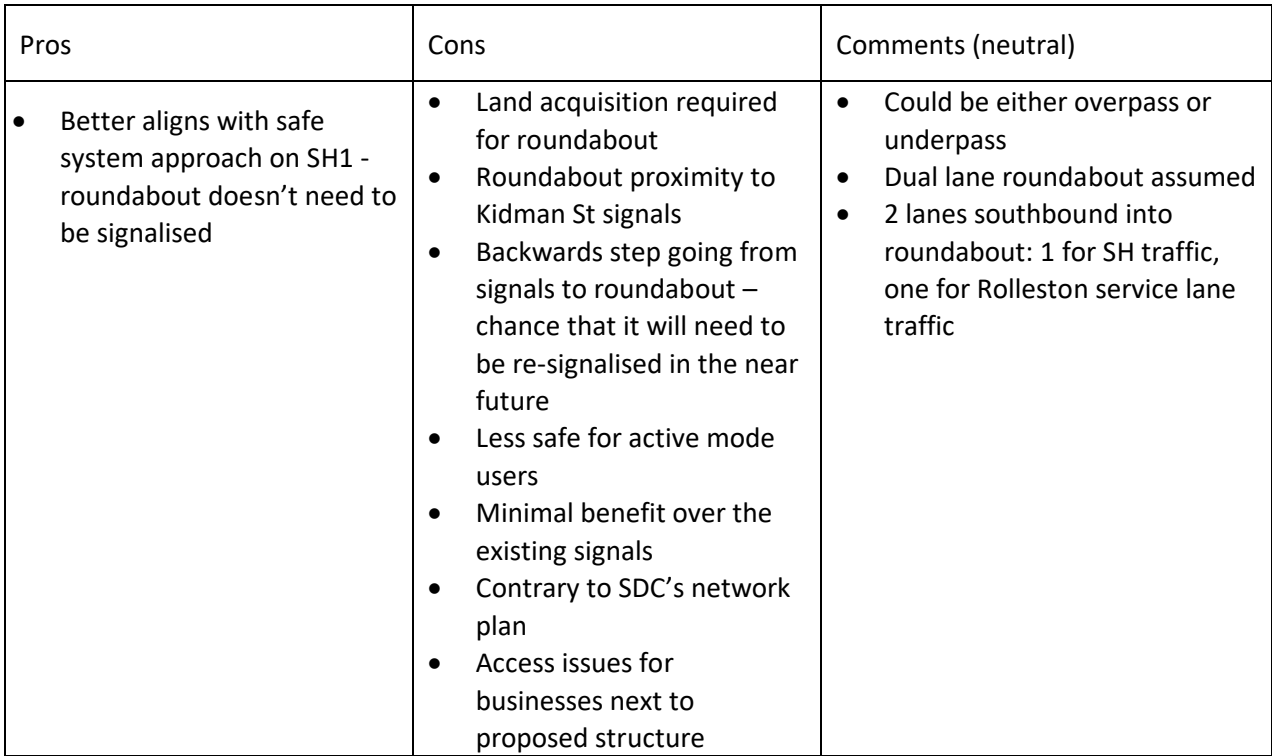 Pros
Cons
Comments (neutral)
• Better aligns with safe
system approach on SH1 -
roundabout doesn’t need to
be signalised
• Land acquisition required
for roundabout
• Roundabout proximity to
Kidman St signals
• Backwards step going from
signals to roundabout –
chance that it will need to
be re-signalised in the near
future
• Less safe for active mode
users
• Minimal benefit over the
existing signals
• Contrary to SDC’s network
plan
• Access issues for
businesses next to
proposed structure
• Could be either overpass or
underpass
• Dual lane roundabout assumed
• 2 lanes southbound into
roundabout: 1 for SH traffic,
one for Rolleston service lane
traffic